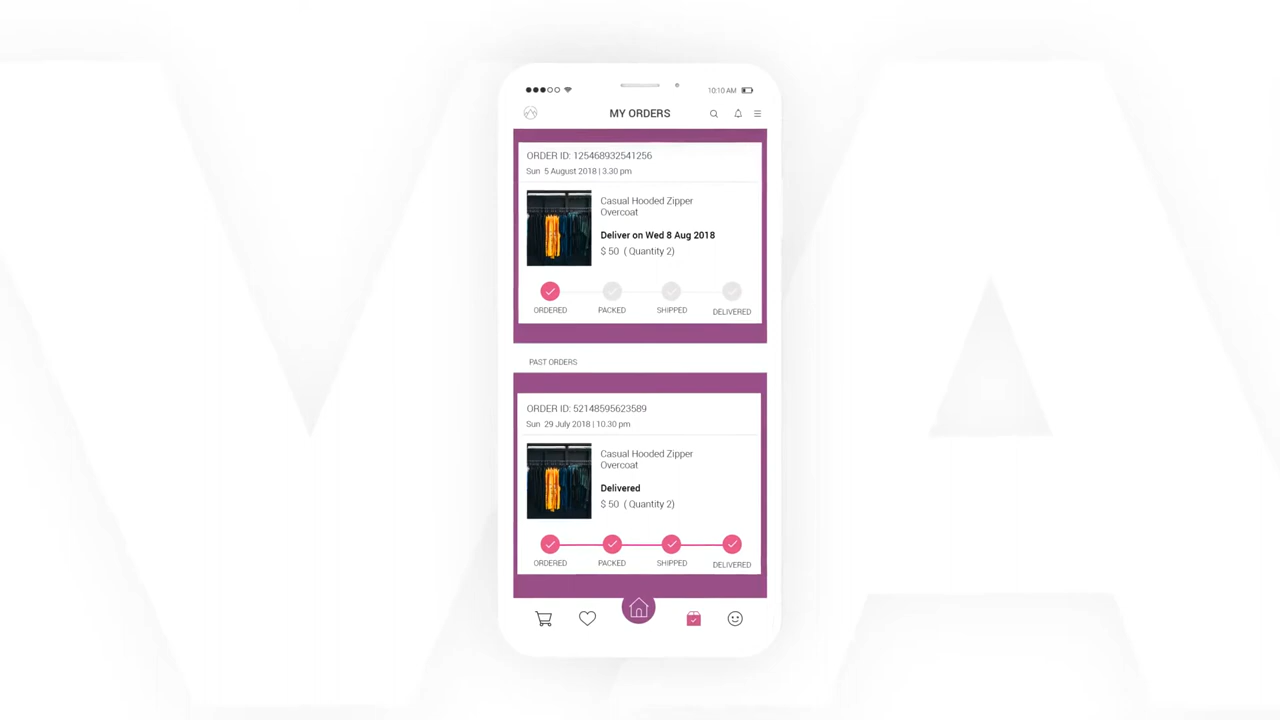 10:10 AM
MY ORDERS
ORDER ID: 125468932541256
Sun 5 August 2018 | 3.30 pm
Casual Hooded Zipper
Overcoat
Deliver on Wed 8 Aug 2018
$ 50 ( Quantity 2)
ORDERED PACKED SHIPPED DELIVERED
PAST ORDERS
ORDER ID: 52148595623589
Sun 29 July 2018 | 10.30 pm
Casual Hooded Zipper
Overcoat
Delivered
$ 50 ( Quantity 2)
ORDERED PACKED SHIPPED DELIVERED